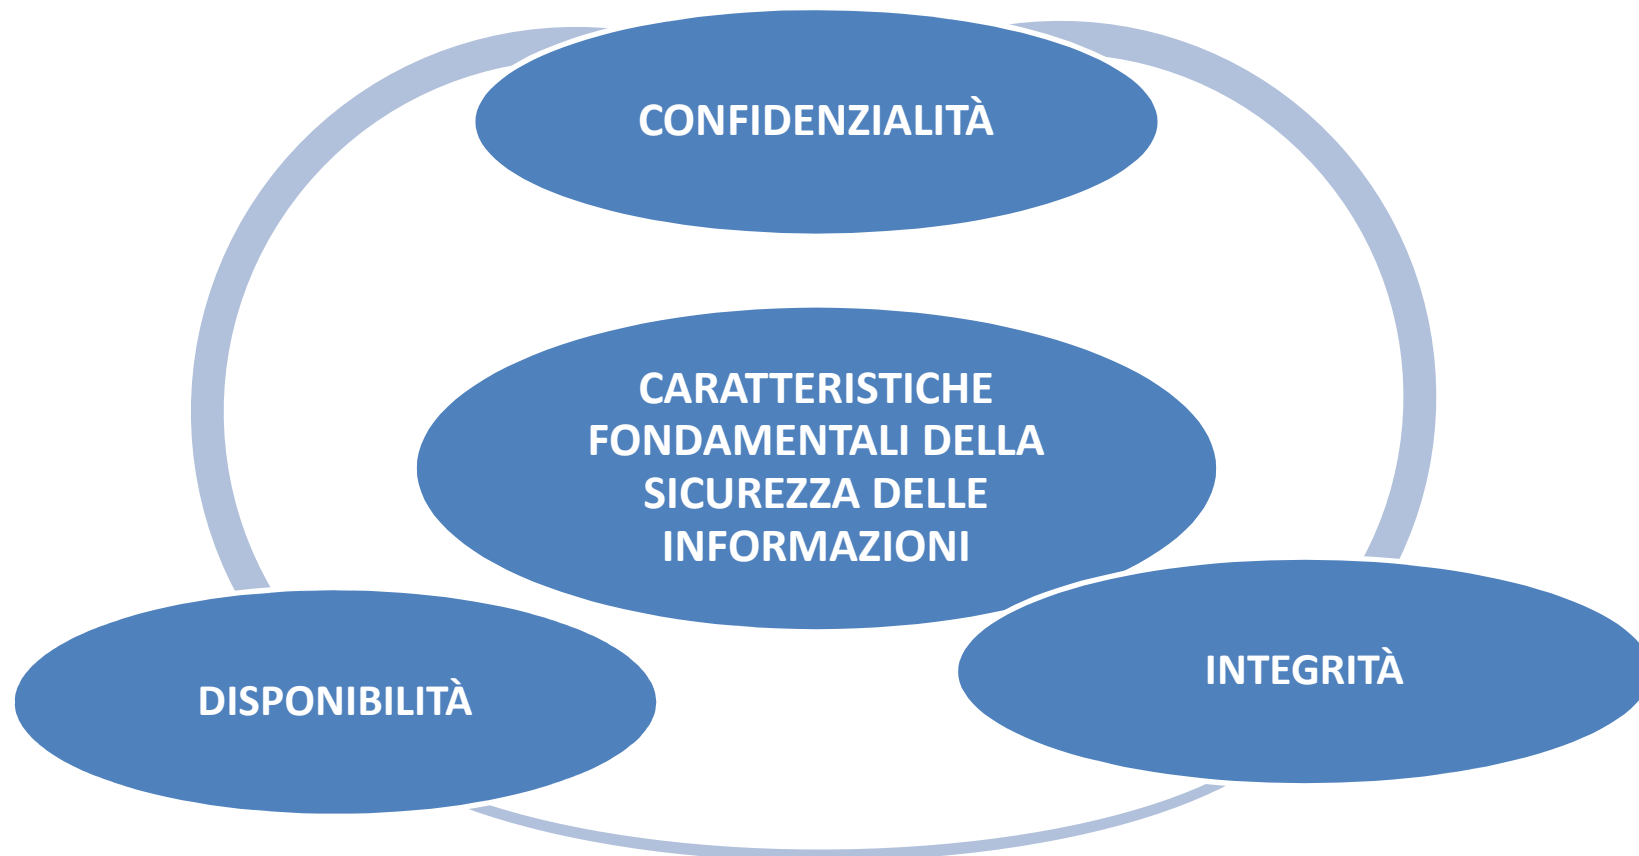 CONFIDENZIALITÀ
CARATTERISTICHE
FONDAMENTALI DELLA
SICUREZZA DELLE
INFORMAZIONI
INTEGRITÀ
DISPONIBILITÀ